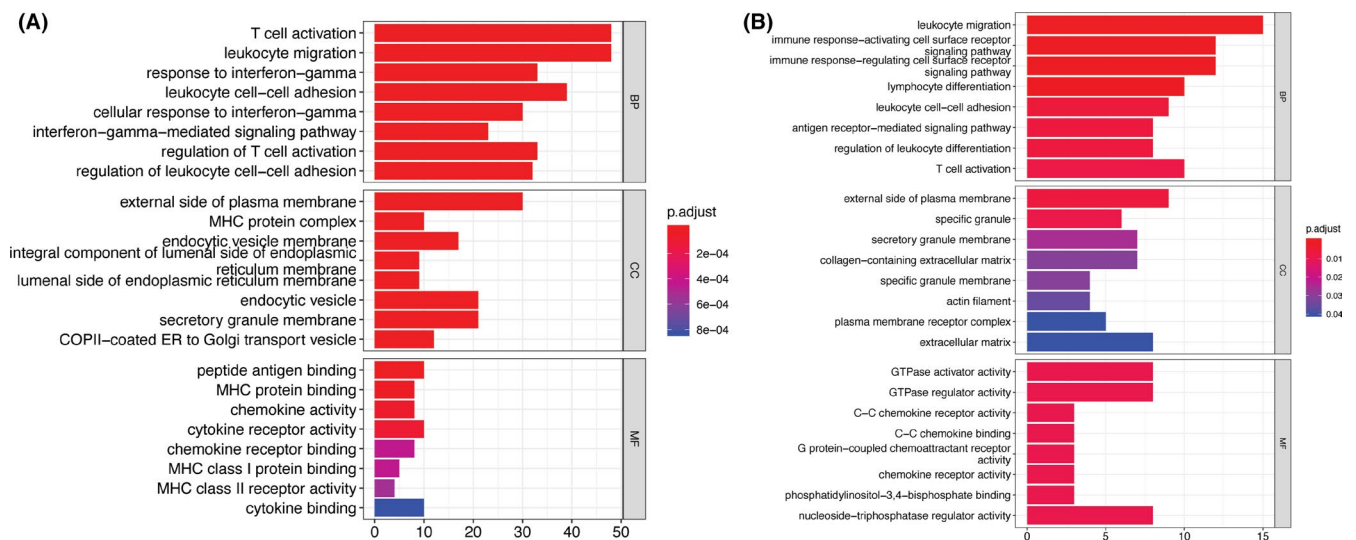 (A)
T cell activation
leukocyte migration
response to interferon−gamma
leukocyte cell−cell adhesion
cellular response to interferon−gamma
interferon−gamma−mediated signaling pathway
regulation of T cell activation
regulation of leukocyte cell−cell adhesion
BP
external side of plasma membrane
MHC protein complex
endocytic vesicle membrane
integral component of lumenal side of endoplasmic
reticulum membrane
lumenal side of endoplasmic reticulum membrane
endocytic vesicle
secretory granule membrane
COPII−coated ER to Golgi transport vesicle
CC
peptide antigen binding
MHC protein binding
chemokine activity
cytokine receptor activity
chemokine receptor binding
MHC class I protein binding
MHC class II receptor activity
cytokine binding
MF
0 10 20 30 40 50
p.adjust
2e−04
4e−04
6e−04
8e−04
(B)
leukocyte migration
immune response−activating cell surface receptor
signaling pathway
immune response−regulating cell surface receptor
signaling pathway
lymphocyte differentiation
leukocyte cell−cell adhesion
antigen receptor−mediated signaling pathway
regulation of leukocyte differentiation
T cell activation
BP
external side of plasma membrane
specific granule
secretory granule membrane
collagen−containing extracellular matrix
specific granule membrane
actin filament
plasma membrane receptor complex
extracellular matrix
CC
GTPase activator activity
GTPase regulator activity
C−C chemokine receptor activity
C−C chemokine binding
G protein−coupled chemoattractant receptor
activity
chemokine receptor activity
phosphatidylinositol−3,4−bisphosphate binding
nucleoside−triphosphatase regulator activity
MF
0 5 10 15
p.adjust
0.01
0.02
0.03
0.04